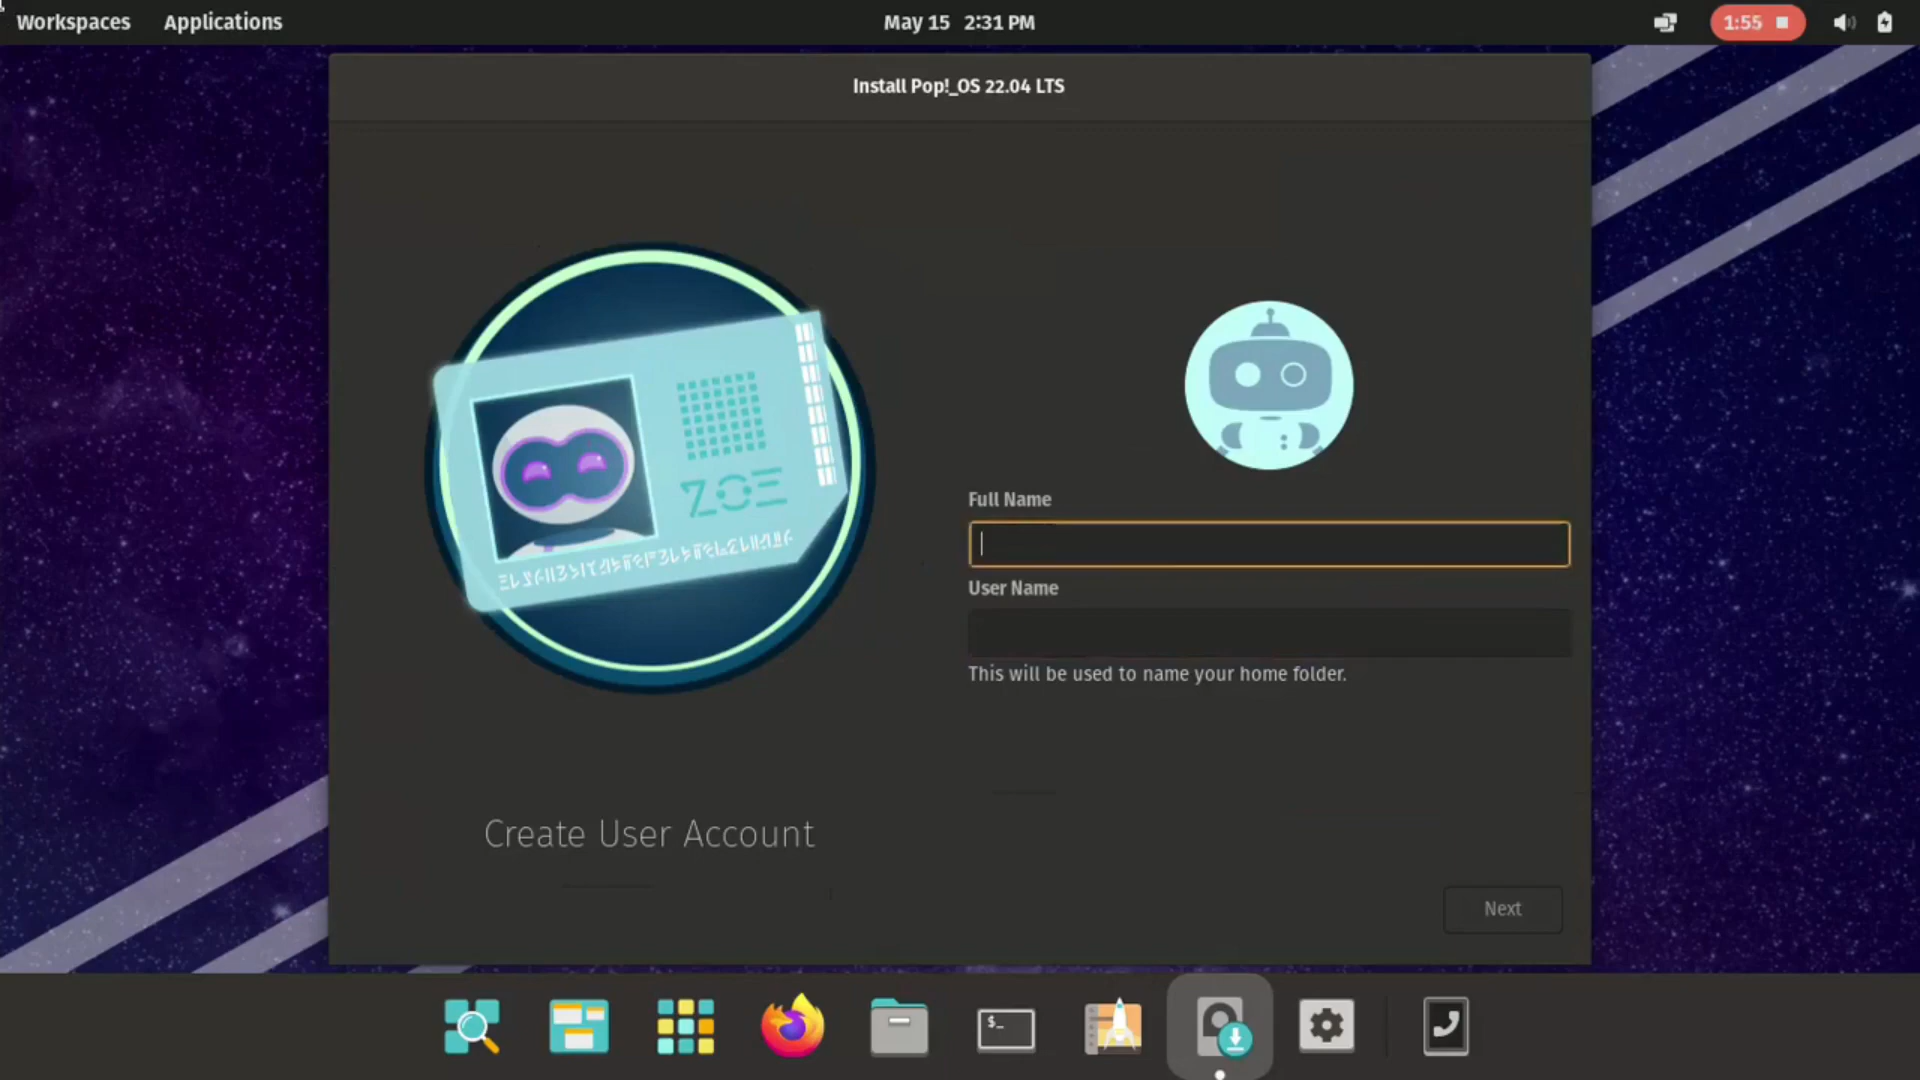 Workspaces Applications May 15 2:31 PM 1:55
Install Pop!_OS 22.04 LTS
ZOE
Full Name
User Name
This will be used to name your home folder.
Create User Account
Next
$_